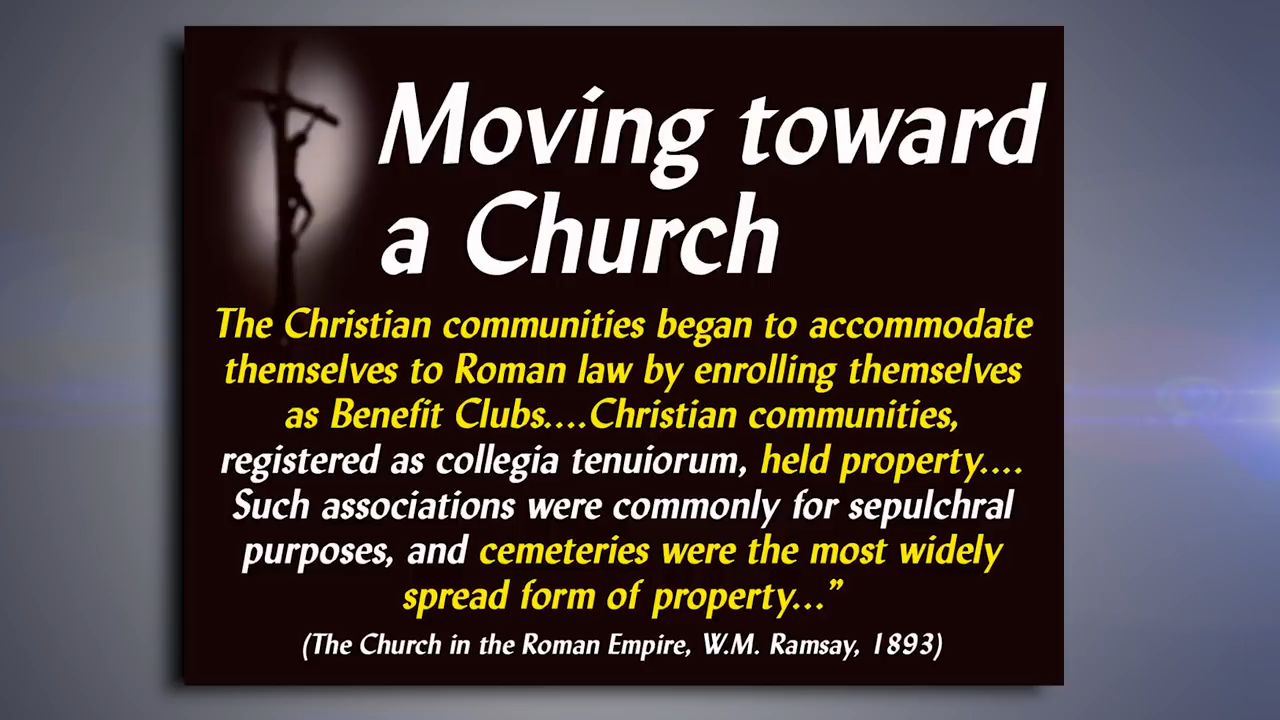 Moving toward
a Church
The Christian communities began to accommodate
themselves to Roman law by enrolling themselves
as Benefit Clubs....Christian communities,
registered as collegia tenuiorum, held property....
Such associations were commonly for sepulchral
purposes, and cemeteries were the most widely
spread form of property...”
(The Church in the Roman Empire, W.M. Ramsay, 1893)